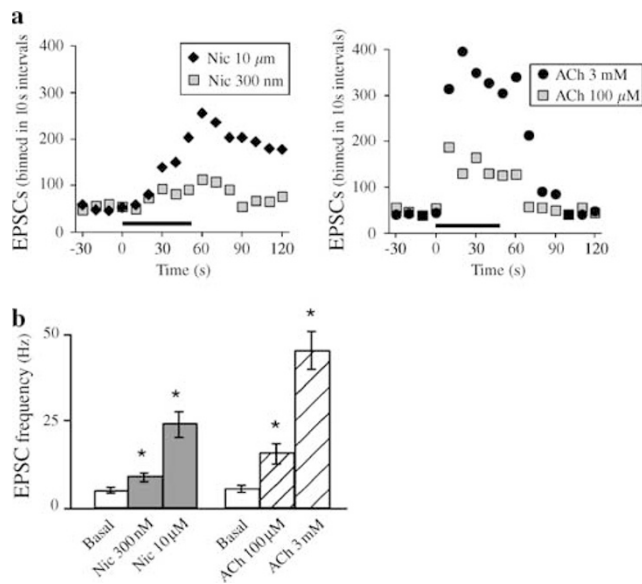 a
EPSCs (binned in 10 s intervals)
400
300
200
100
0
Nic 10 µm
Nic 300 nm
-30 0 30 60 90 120
Time (s)
EPSCs (binned in 10s intervals)
400
300
200
100
0
ACh 3 mM
ACh 100 µM
-30 0 30 60 90 120
Time (s)
b
EPSC frequency (Hz)
50
25
0
* * * *
Basal
Nic 300 nM
Nic 10 µM
Basal
ACh 100 µM
ACh 3 mM